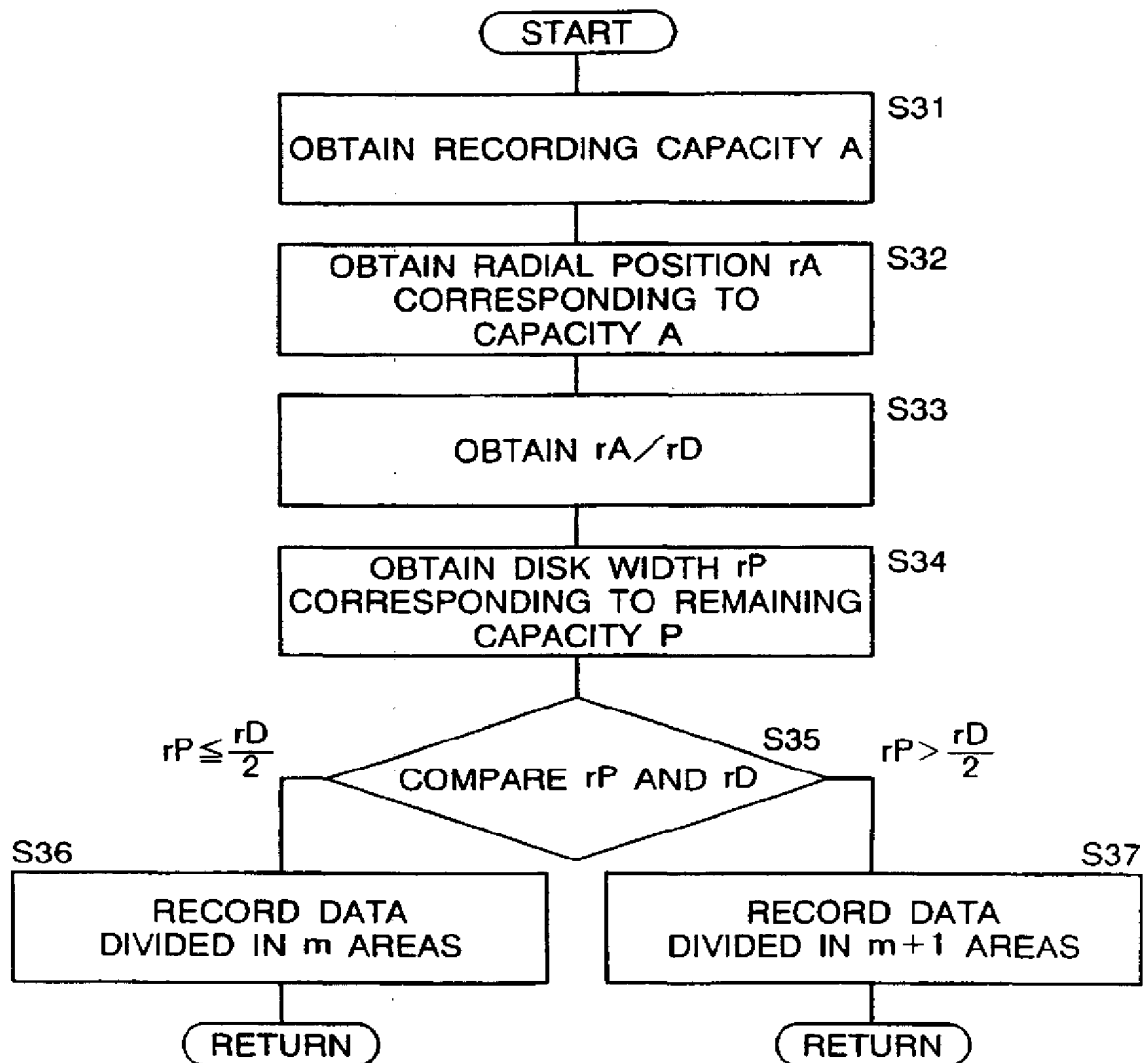 START
S31
OBTAIN RECORDING CAPACITY A
S32
OBTAIN RADIAL POSITION rA
CORRESPONDING TO
CAPACITY A
S33
OBTAIN rA／rD
S34
OBTAIN DISK WIDTH rP
CORRESPONDING TO REMAINING
CAPACITY P
rP≦rD/2
S35
rP>rD/2
COMPARE rP AND rD
S36
RECORD DATA
DIVIDED IN m AREAS
RETURN
S37
RECORD DATA
DIVIDED IN m+1 AREAS
RETURN